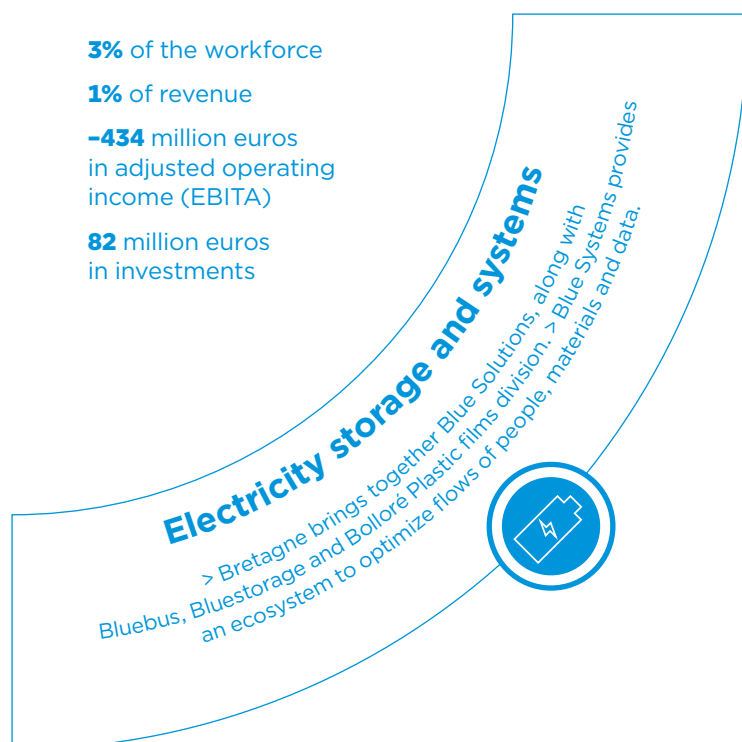 3% of the workforce
1% of revenue
–434 million euros
in adjusted operating
income (EBITA)
82 million euros
in investments
Electricity storage and systems
> Bretagne brings together Blue Solutions, along with
Bluebus, Bluestorage and Bolloré Plastic films division. > Blue Systems provides
an ecosystem to optimize flows of people, materials and data.